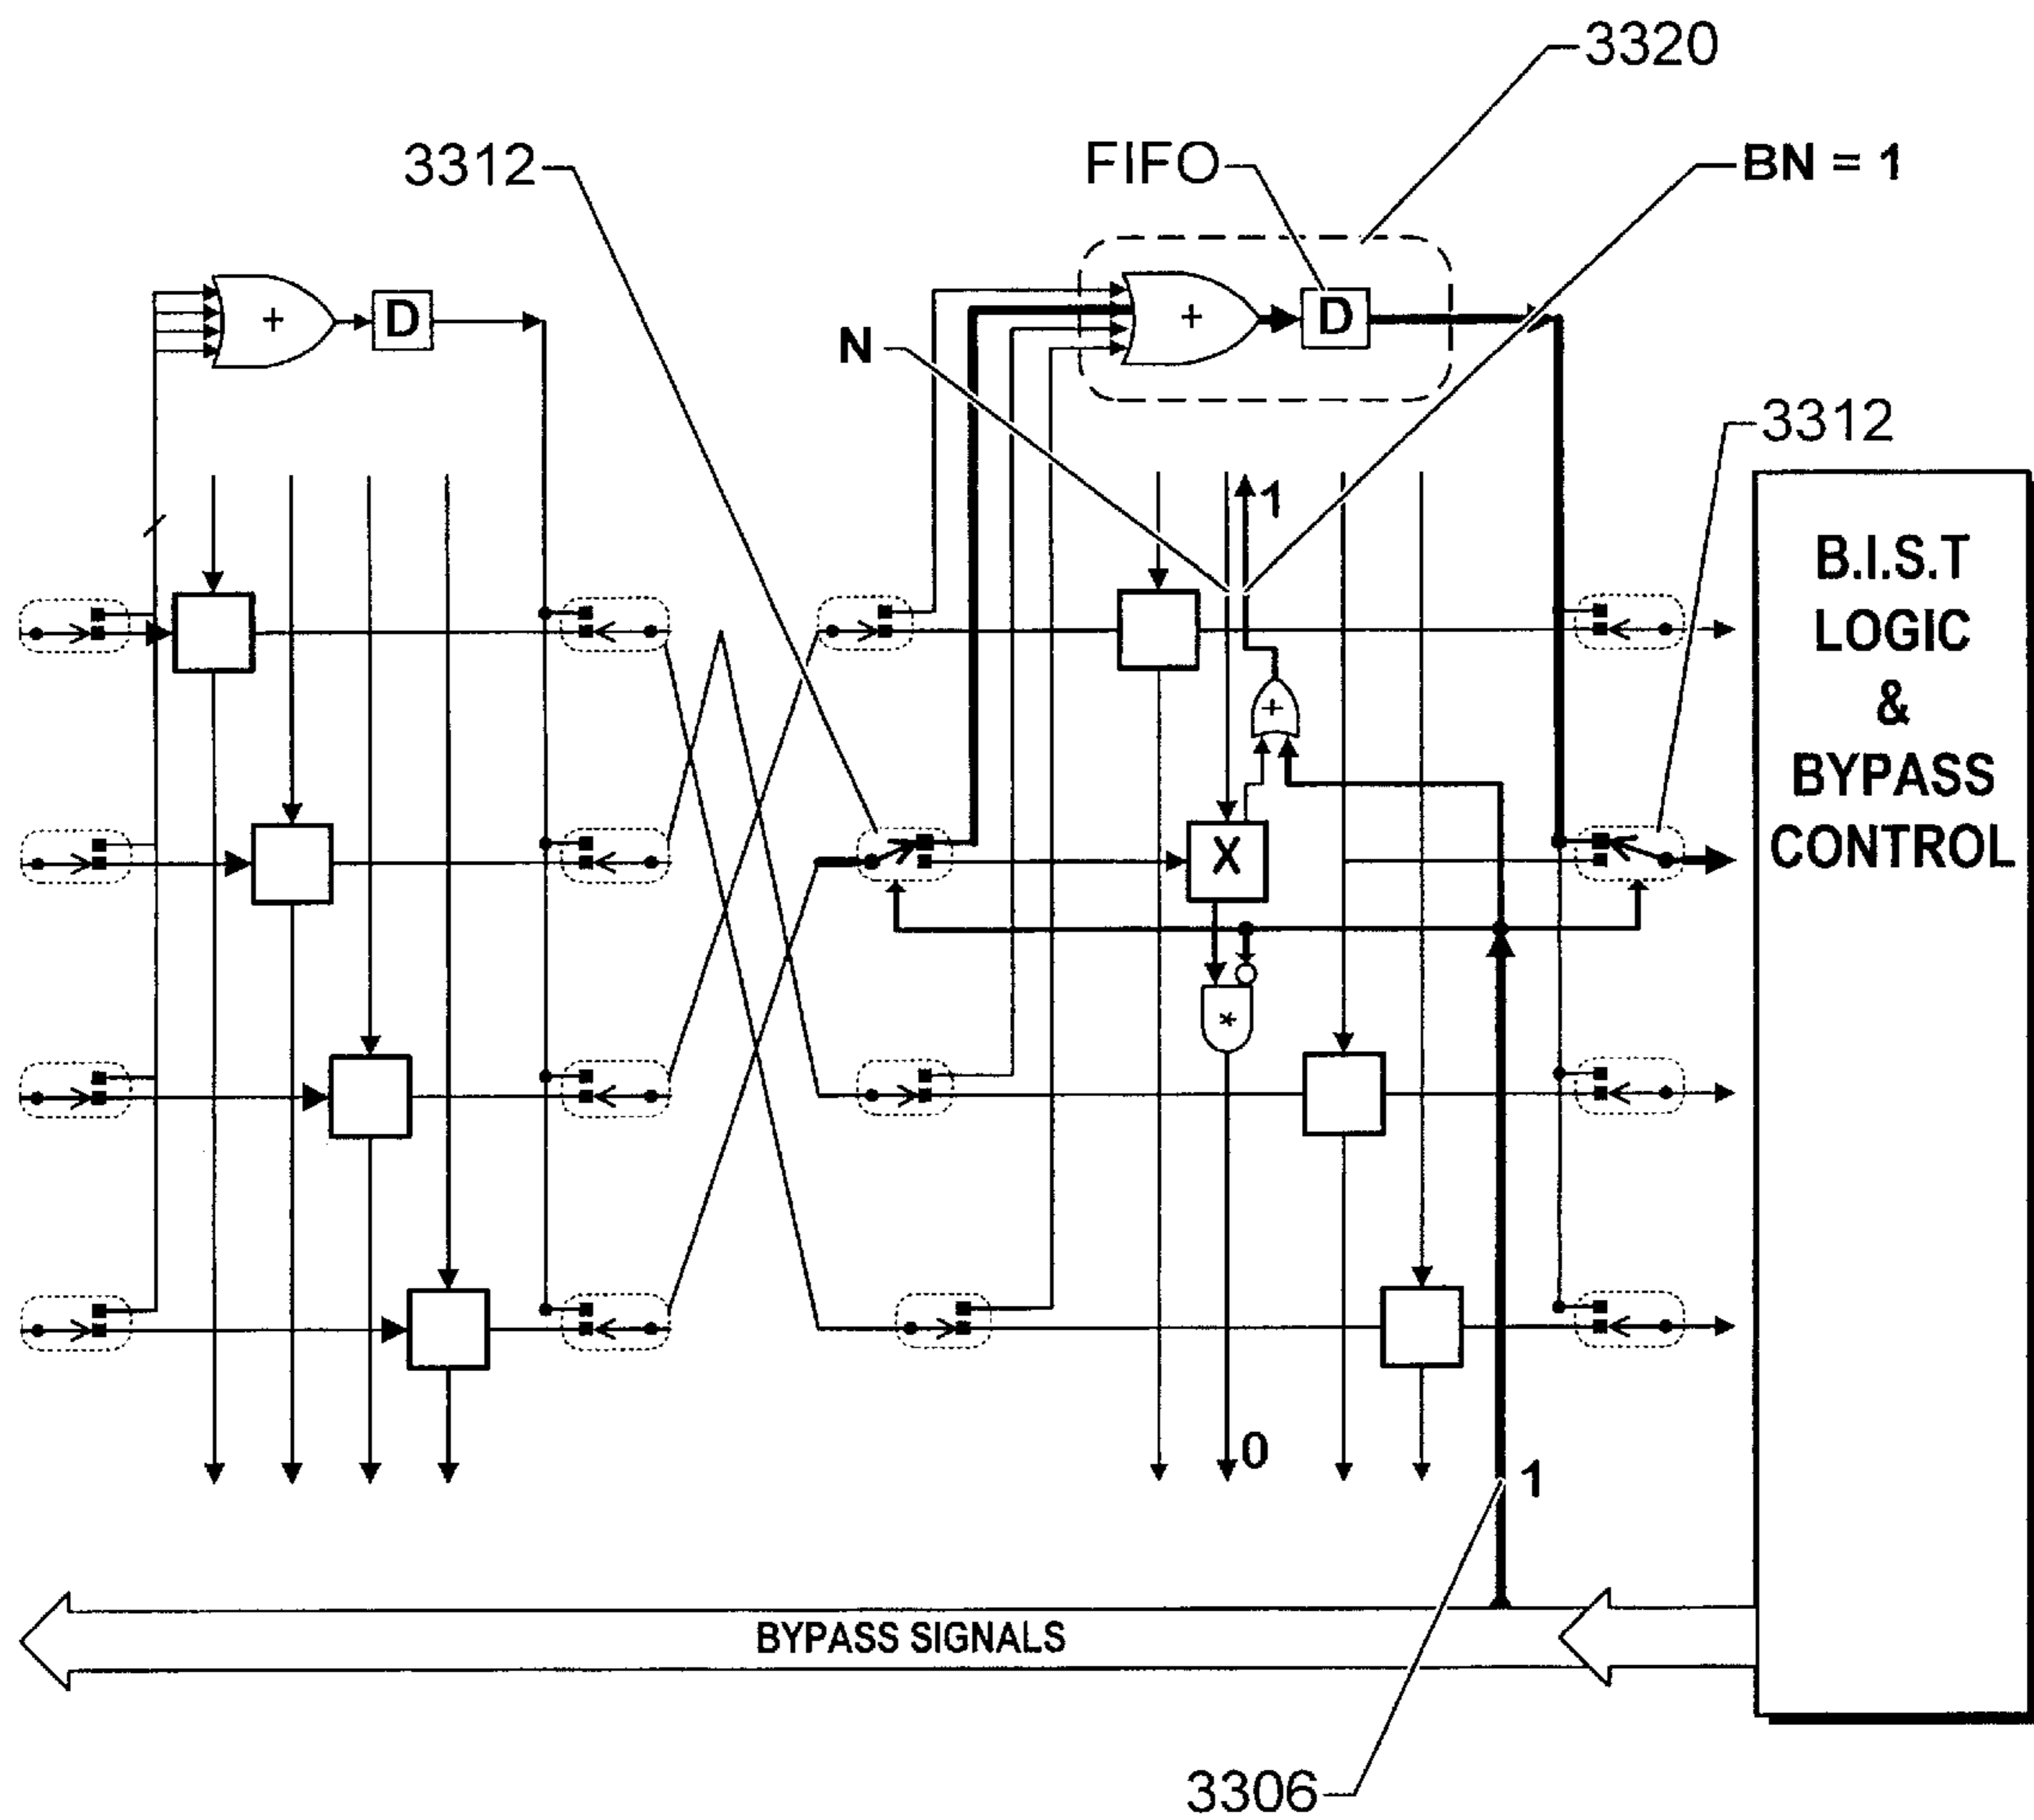 3320
3312
FIFO
BN = 1
+
D
+
D
N
3312
1
B.I.S.T
LOGIC
&
BYPASS
CONTROL
+
X
*
0
1
BYPASS SIGNALS
3306